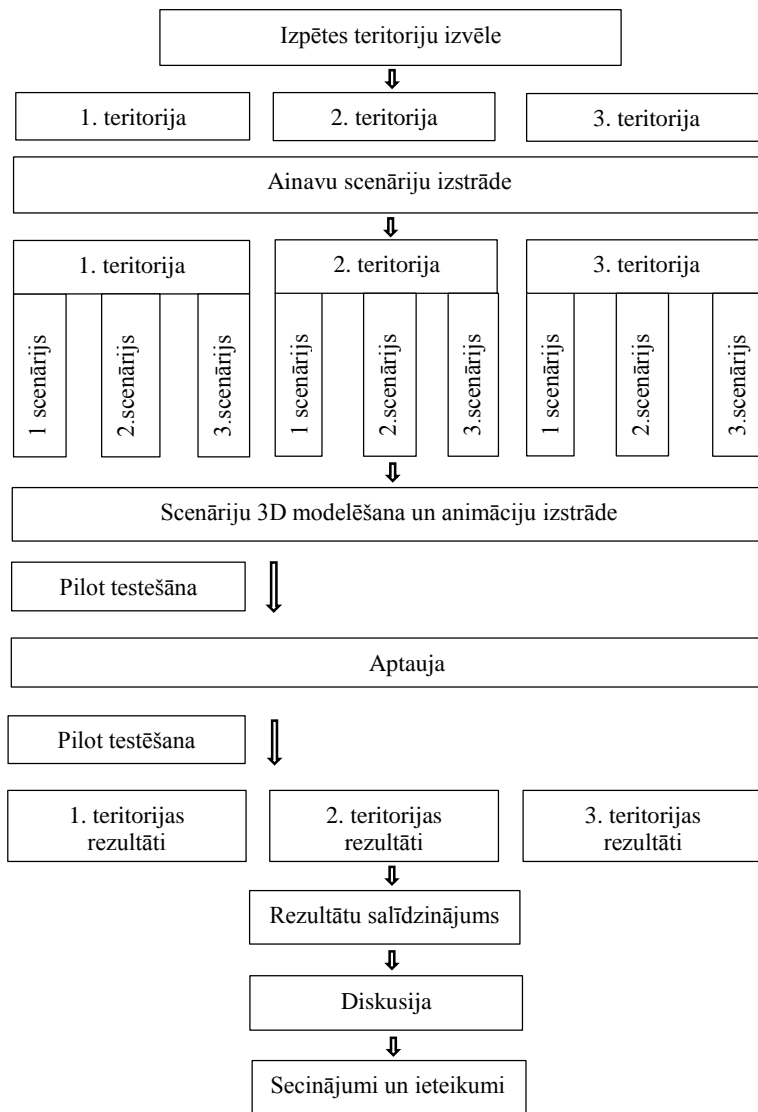 Izpētes teritoriju izvēle
1. teritorija
2. teritorija
3. teritorija
Ainavu scenāriju izstrāde
1. teritorija
2. teritorija
3. teritorija
1 scenārijs
2.scenārijs
3.scenārijs
1 scenārijs
2.scenārijs
3.scenārijs
1 scenārijs
2.scenārijs
3.scenārijs
Scenāriju 3D modelēšana un animāciju izstrāde
Pilot testešāna
Aptauja
Pilot testēšana
1. teritorijas
rezultāti
2. teritorijas
rezultāti
3. teritorijas
rezultāti
Rezultātu salīdzinājums
Diskusija
Secinājumi un ieteikumi